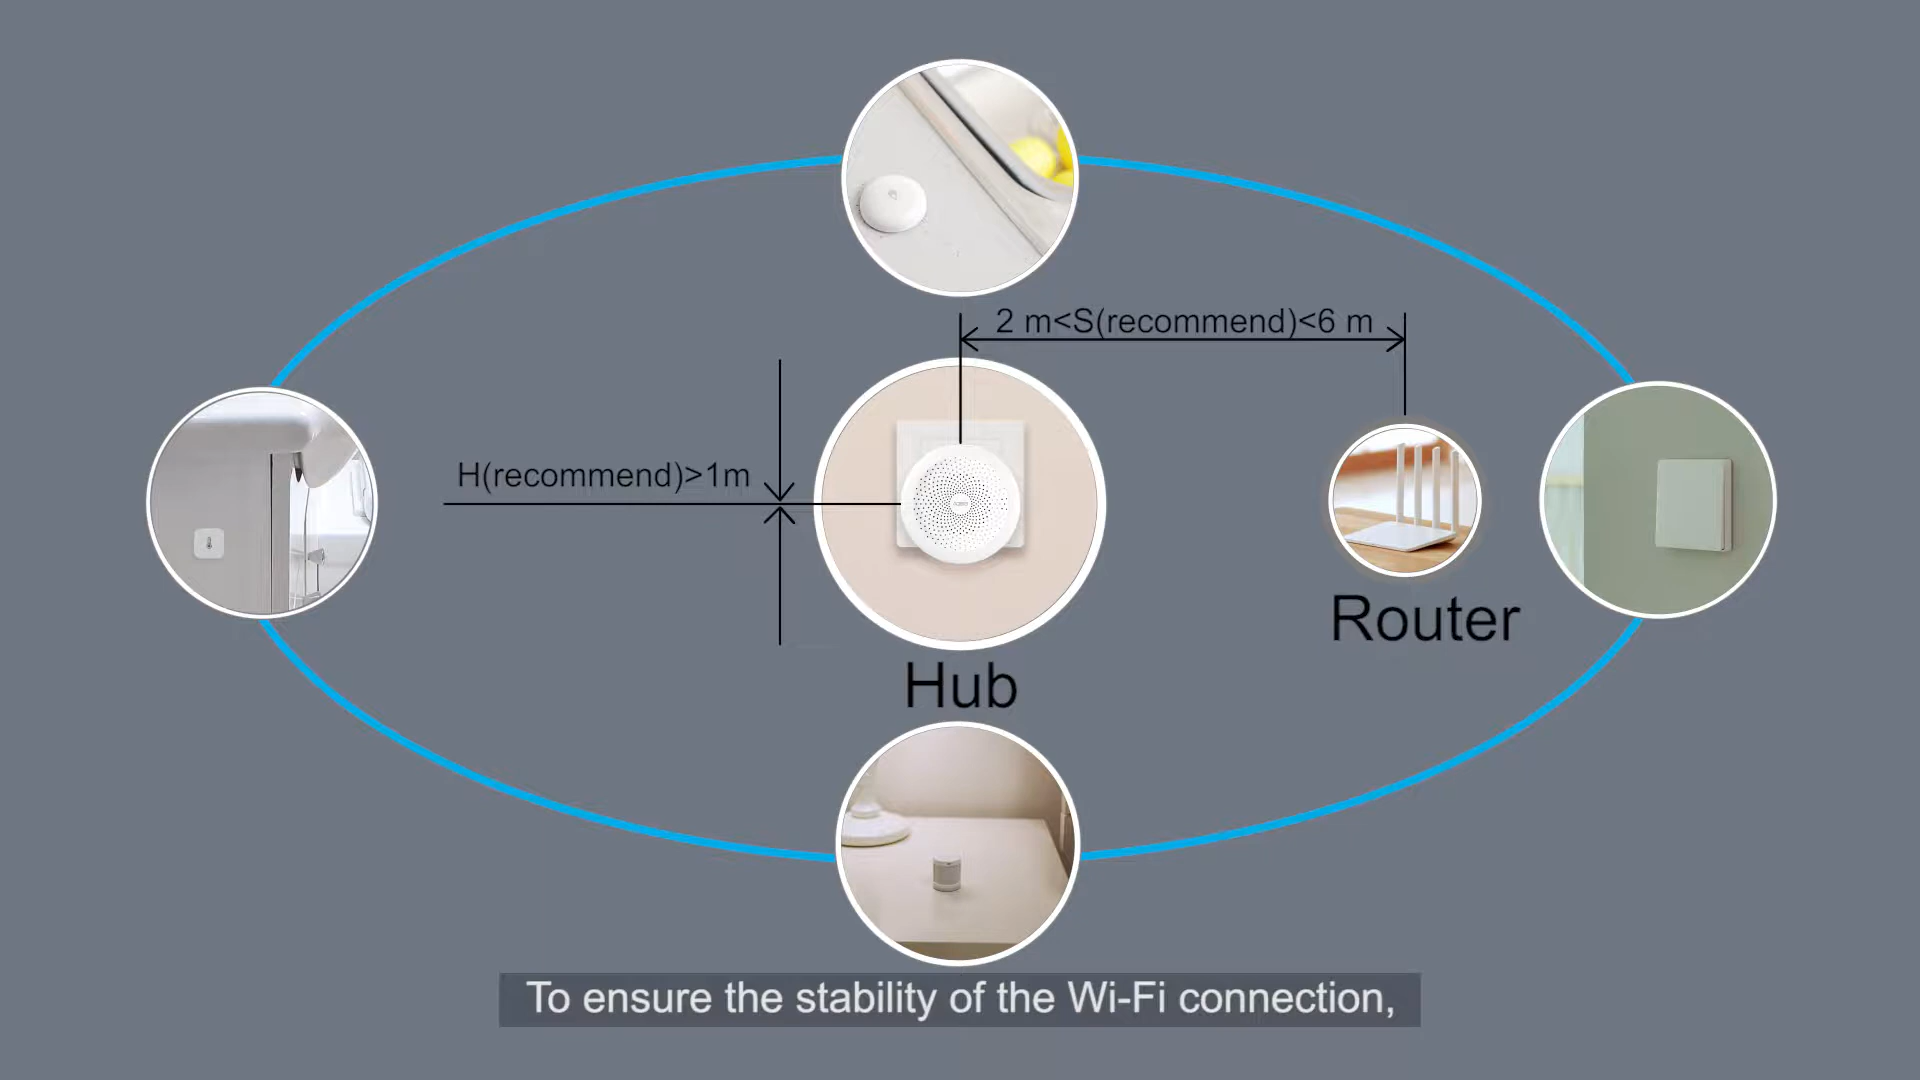 2 m<S(recommend)<6 m
H(recommend)>1m
Router
Hub
To ensure the stability of the Wi-Fi connection,